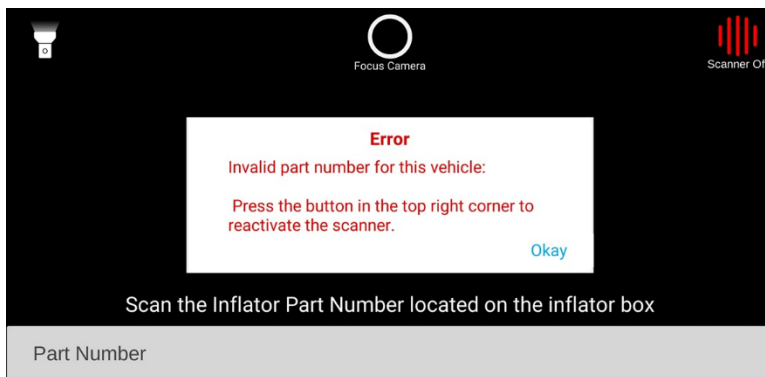 Focus Camera
Scanner Of
Error
Invalid part number for this vehicle:
Press the button in the top right corner to
reactivate the scanner.
Okay
Scan the Inflator Part Number located on the inflator box
Part Number